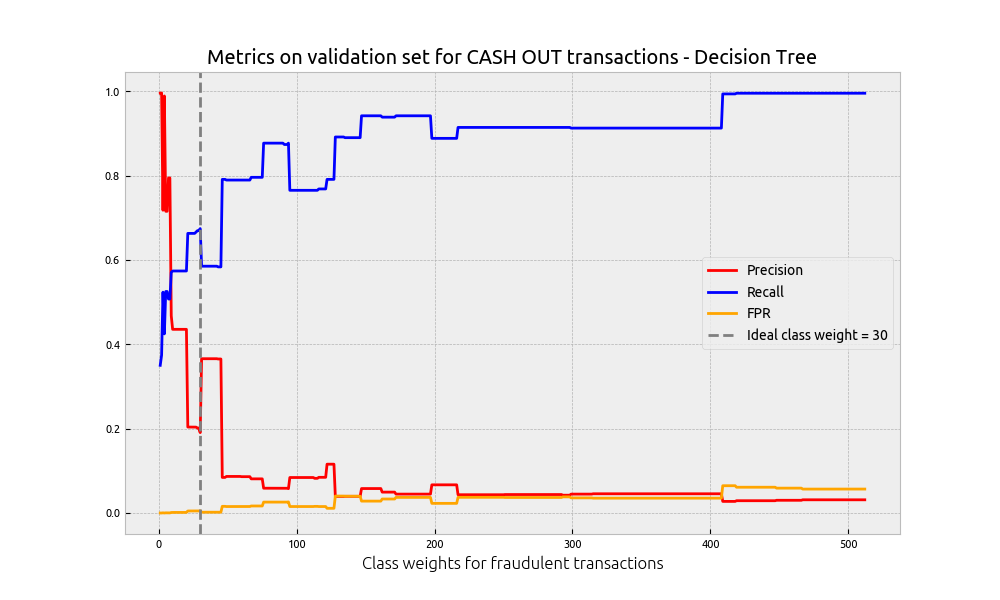 Metrics on validation set for CASH OUT transactions - Decision Tree
1.0
0.8
0.6
0.4
0.2
0.0
Precision
Recall
FPR
Ideal class weight = 30
0 100 200 300 400 500
Class weights for fraudulent transactions